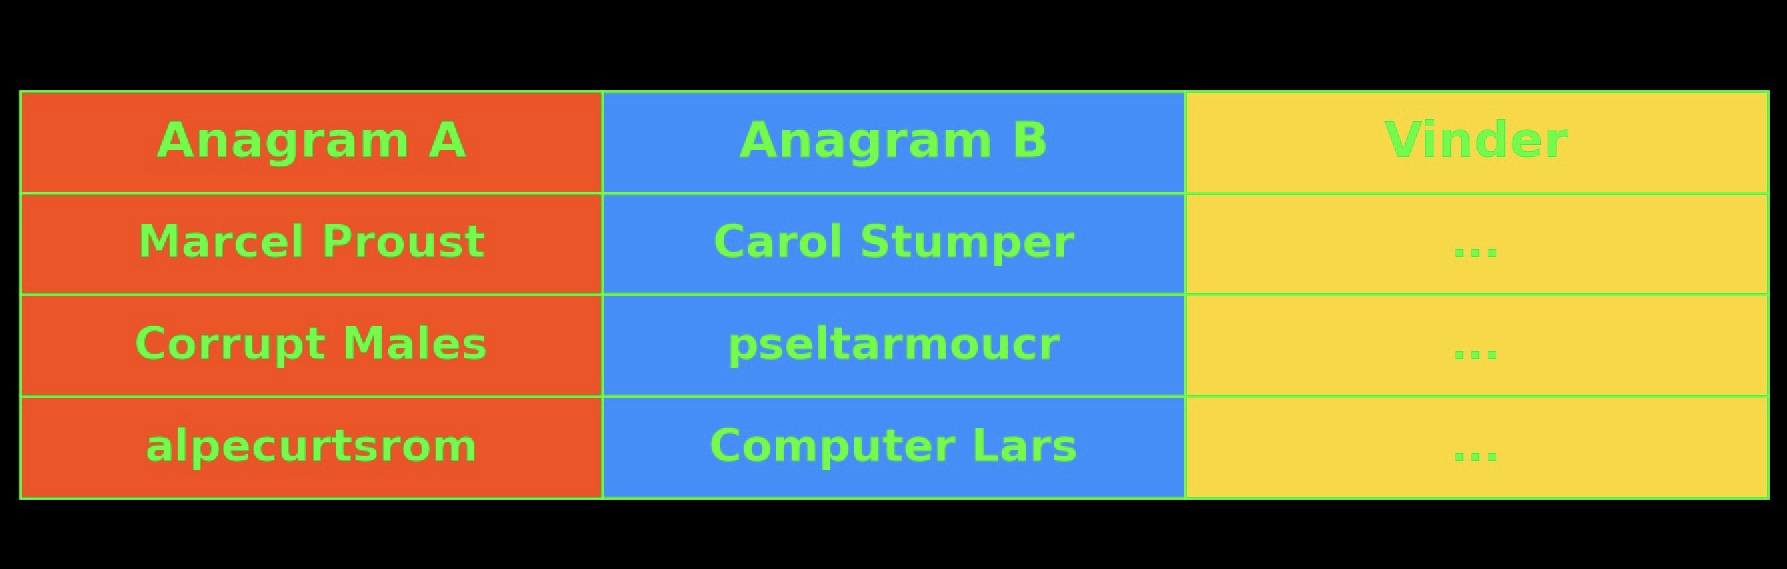 Anagram A Anagram B Vinder
Marcel Proust Carol Stumper ...
Corrupt Males pseltarmoucr ...
alpecurtsrom Computer Lars ...